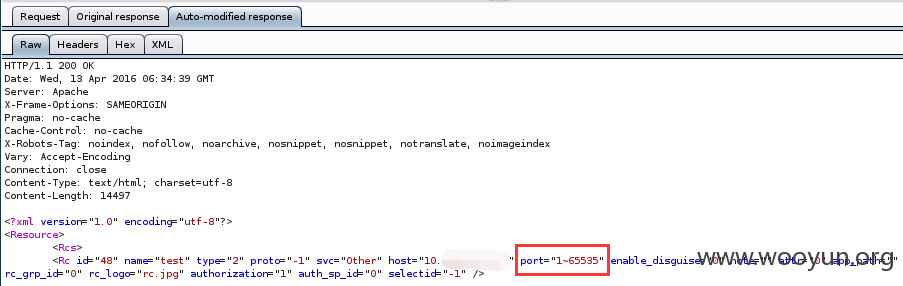 Request Original response Auto-modified response
Raw Headers Hex XML
HTTP/1.1 200 OK
Date: Wed, 13 Apr 2016 06:34:39 GMT
Server: Apache
X-Frame-Options: SAMEORIGIN
Pragma: no-cache
Cache-Control: no-cache
X-Robots-Tag: noindex, nofollow, noarchive, nosnippet, nosnippet, notranslate, noimageindex
Vary: Accept-Encoding
Connection: close
Content-Type: text/html; charset=utf-8
Content-Length: 14497
<?xml version="1.0" encoding="utf-8"?>
<Resource>
<Rcs>
<Rc id="48" name="test" type="2" proto="-1" svc="Other" host="10. " port="1~65535" enable_disguise="0"
www.wooyun.org
rc_grp_id="0" rc_logo="rc.jpg" authorization="1" auth_sp_id="0" selectid="-1" />